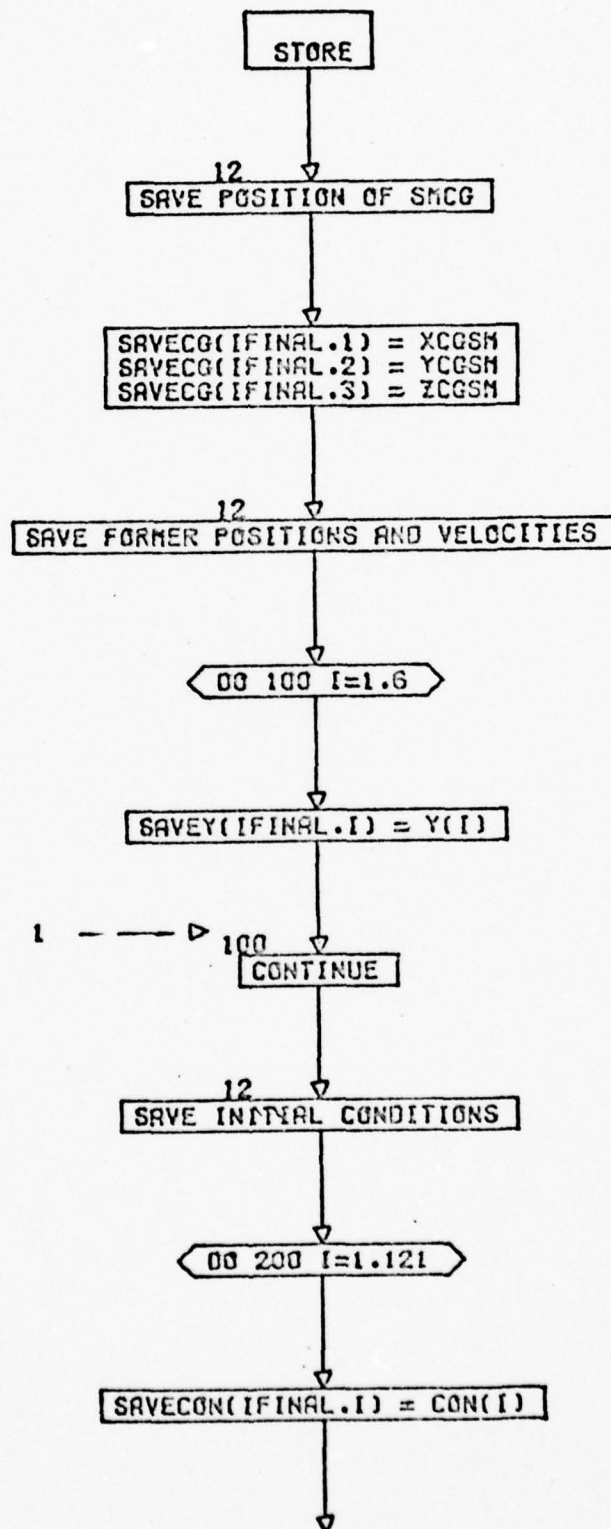 STORE
12
SAVE POSITION OF SMCG
SAVECG(IFINAL.1) = XCGSM
SAVECG(IFINAL.2) = YCGSM
SAVECG(IFINAL.3) = ZCGSM
12
SAVE FORMER POSITIONS AND VELOCITIES
DO 100 I=1.6
SAVEY(IFINAL.I) = Y(I)
1
100
CONTINUE
12
SAVE INITIAL CONDITIONS
DO 200 I=1.121
SAVECON(IFINAL.I) = CON(I)